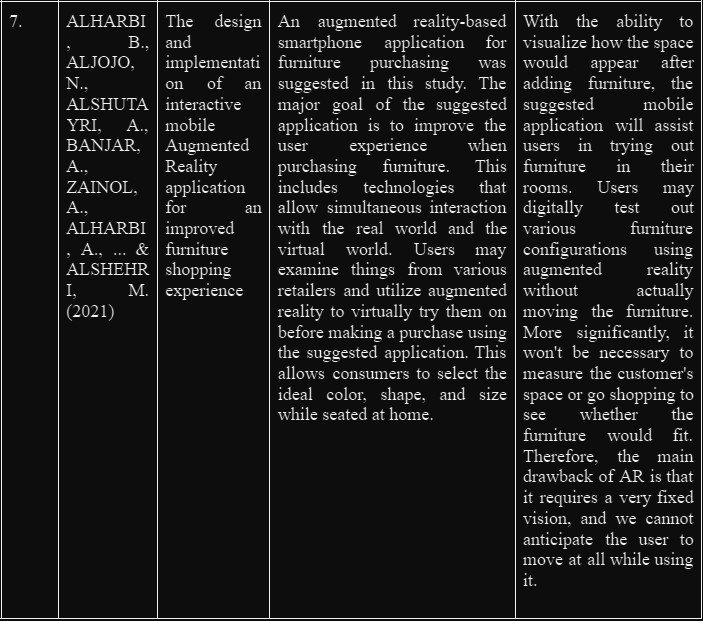 7.
ALHARBI
, B.,
ALJOJO,
N.,
ALSHUTA
YRI, A.,
BANJAR,
A.,
ZAINOL,
A.,
ALHARBI
, A., ... &
ALSHEHR
I, M.
(2021)
The design
and
implementati
on of an
interactive
mobile
Augmented
Reality
application
for an
improved
furniture
shopping
experience
An augmented reality-based
smartphone application for
furniture purchasing was
suggested in this study. The
major goal of the suggested
application is to improve the
user experience when
purchasing furniture. This
includes technologies that
allow simultaneous interaction
with the real world and the
virtual world. Users may
examine things from various
retailers and utilize augmented
reality to virtually try them on
before making a purchase using
the suggested application. This
allows consumers to select the
ideal color, shape, and size
while seated at home.
With the ability to
visualize how the space
would appear after
adding furniture, the
suggested mobile
application will assist
users in trying out
furniture in their
rooms. Users may
digitally test out
various furniture
configurations using
augmented reality
without actually
moving the furniture.
More significantly, it
won't be necessary to
measure the customer's
space or go shopping to
see whether the
furniture would fit.
Therefore, the main
drawback of AR is that
it requires a very fixed
vision, and we cannot
anticipate the user to
move at all while using
it.